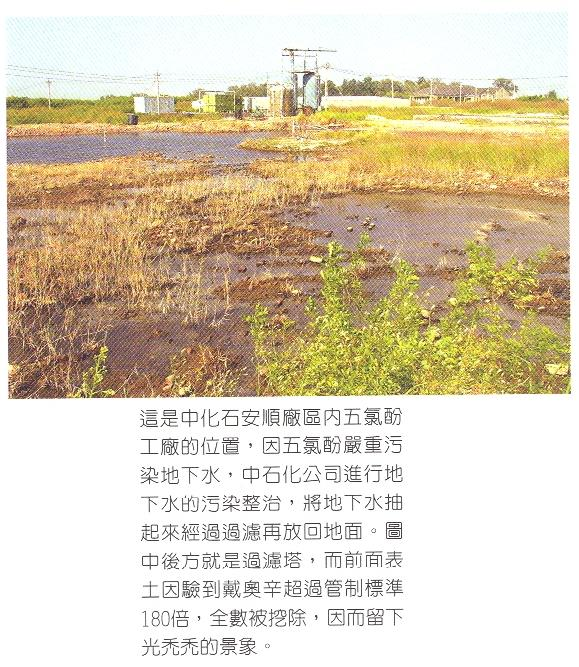 這是中化石安順廠區內五氯酚
工廠的位置，因五氯酚嚴重污
染地下水，中石化公司進行地
下水的污染整治，將地下水抽
起來經過過濾再放回地面。圖
中後方就是過濾塔，而前面表
土因驗到戴奧辛超過管制標準
180倍，全數被挖除，因而留下
光禿禿的景象。